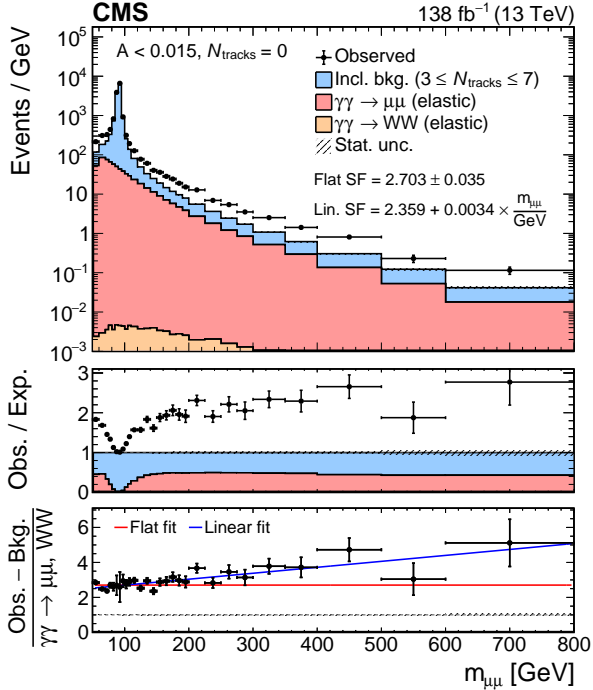 CMS 138 fb⁻¹ (13 TeV)
A < 0.015, N_tracks = 0
Observed
Incl. bkg. (3 ≤ N_tracks ≤ 7)
γγ → μμ (elastic)
γγ → WW (elastic)
Stat. unc.
Flat SF = 2.703 ± 0.035
Lin. SF = 2.359 + 0.0034 × m_μμ / GeV
Events / GeV
10⁵
10⁴
10³
10²
10
1
10⁻¹
10⁻²
10⁻³
Obs. / Exp.
3
2
1
0
Obs. − Bkg.
γγ → μμ, WW
Flat fit Linear fit
6
4
2
0
100 200 300 400 500 600 700 800
m_μμ [GeV]